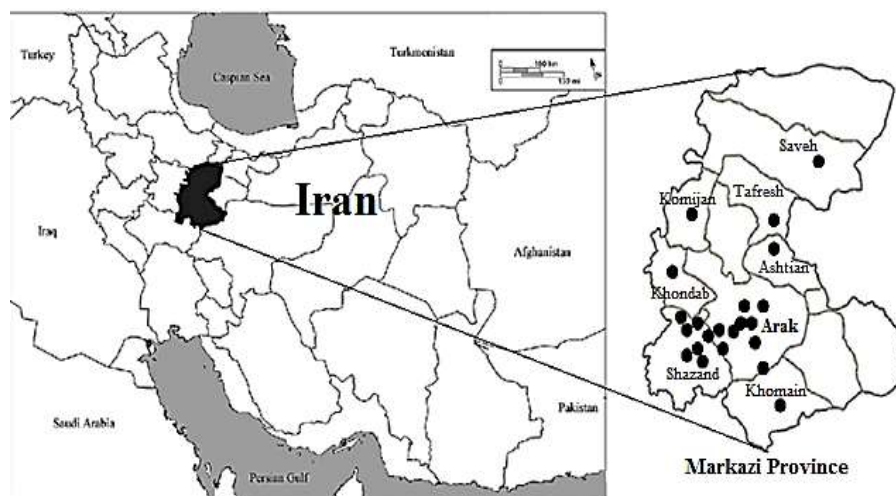 Turkey
Turkmenistan
Caspian Sea
Iran
Iraq
Afghanistan
Saudi Arabia
Persian Gulf
Pakistan
Saveh
Tafresh
Komijan
Ashtian
Khondab
Arak
Shazand
Khomain
Markazi Province